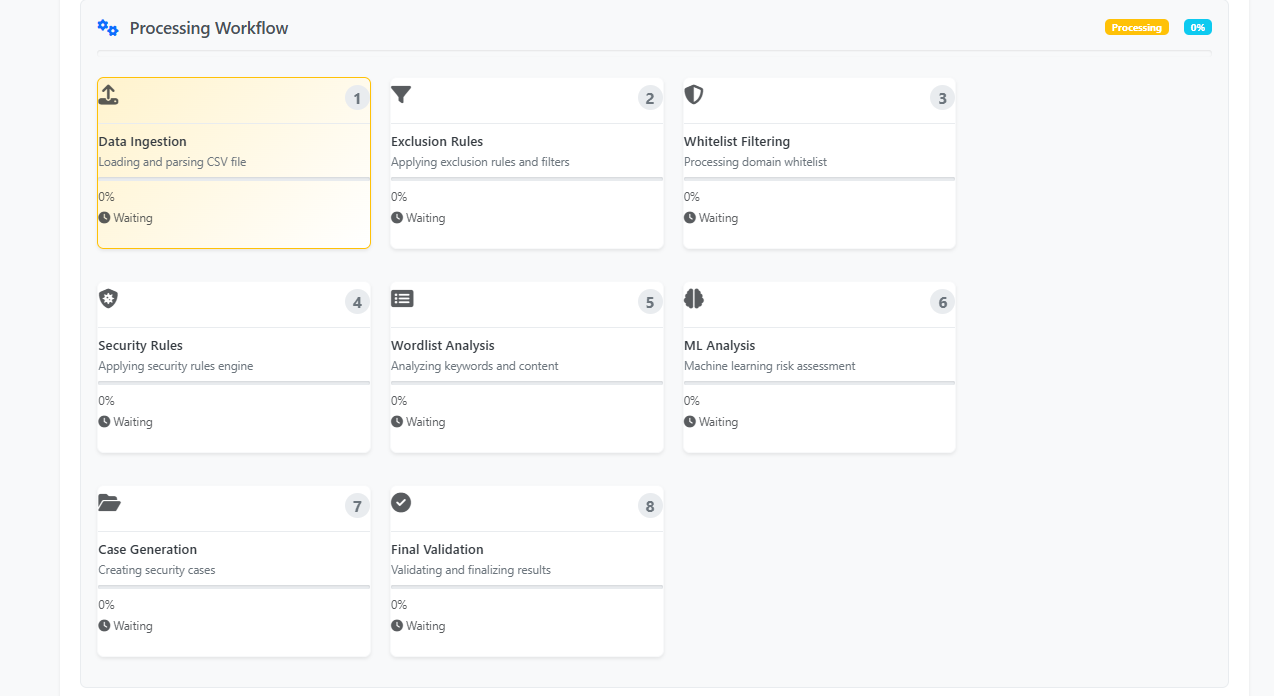 Processing Workflow
Processing 0%
1
Data Ingestion
Loading and parsing CSV file
0%
Waiting
2
Exclusion Rules
Applying exclusion rules and filters
0%
Waiting
3
Whitelist Filtering
Processing domain whitelist
0%
Waiting
4
Security Rules
Applying security rules engine
0%
Waiting
5
Wordlist Analysis
Analyzing keywords and content
0%
Waiting
6
ML Analysis
Machine learning risk assessment
0%
Waiting
7
Case Generation
Creating security cases
0%
Waiting
8
Final Validation
Validating and finalizing results
0%
Waiting